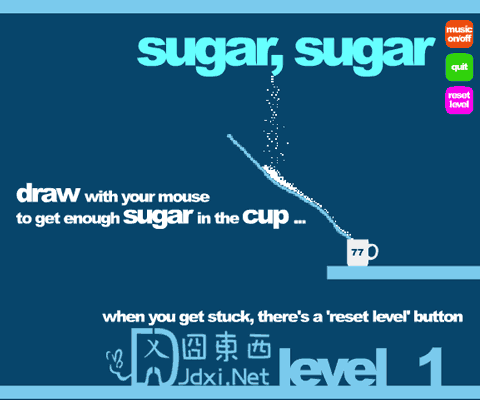 sugar, sugar
music
on/off
quit
reset
level
draw with your mouse
to get enough sugar in the cup ...
77
when you get stuck, there's a 'reset level' button
囧東西
Jdxi.Net
level 1